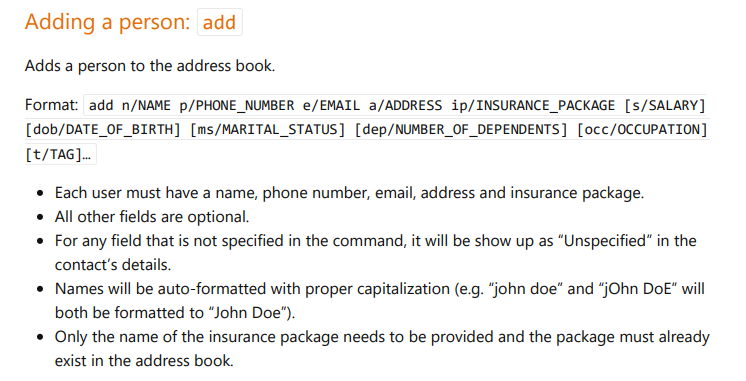 Adding a person: add
Adds a person to the address book.
Format: add n/NAME p/PHONE_NUMBER e/EMAIL a/ADDRESS ip/INSURANCE_PACKAGE [s/SALARY]
[dob/DATE_OF_BIRTH] [ms/MARITAL_STATUS] [dep/NUMBER_OF_DEPENDENTS] [occ/OCCUPATION]
[t/TAG]…
• Each user must have a name, phone number, email, address and insurance package.
• All other fields are optional.
• For any field that is not specified in the command, it will be show up as “Unspecified” in the
contact’s details.
• Names will be auto-formatted with proper capitalization (e.g. “john doe” and “jOhn DoE” will
both be formatted to “John Doe”).
• Only the name of the insurance package needs to be provided and the package must already
exist in the address book.